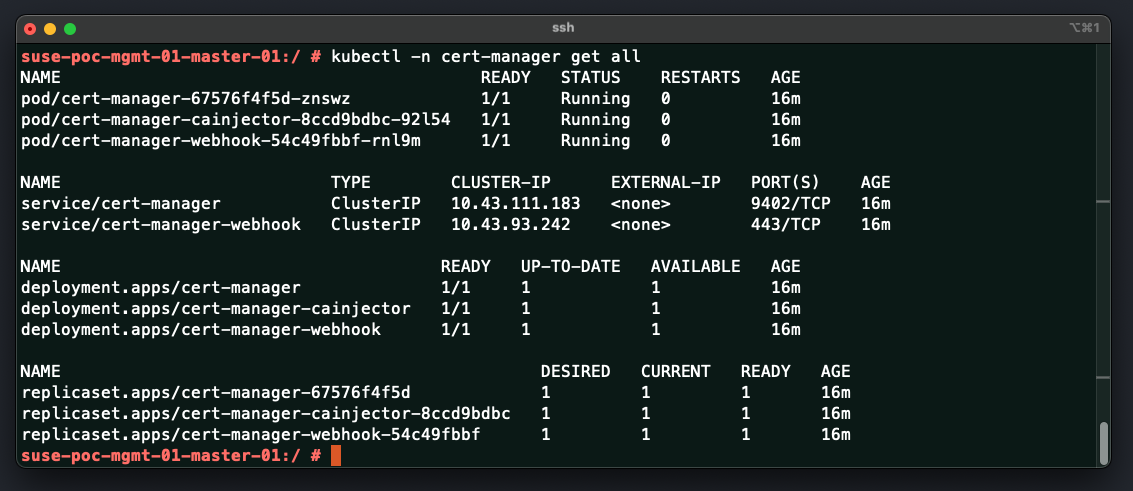 ssh
⌥⌘1
suse-poc-mgmt-01-master-01:/ # kubectl -n cert-manager get all
NAME                                          READY   STATUS    RESTARTS   AGE
pod/cert-manager-67576f4f5d-znswz             1/1     Running   0          16m
pod/cert-manager-cainjector-8ccd9bdbc-92l54   1/1     Running   0          16m
pod/cert-manager-webhook-54c49fbbf-rnl9m      1/1     Running   0          16m

NAME                           TYPE        CLUSTER-IP      EXTERNAL-IP   PORT(S)    AGE
service/cert-manager           ClusterIP   10.43.111.183   <none>        9402/TCP   16m
service/cert-manager-webhook   ClusterIP   10.43.93.242    <none>        443/TCP    16m

NAME                                      READY   UP-TO-DATE   AVAILABLE   AGE
deployment.apps/cert-manager              1/1     1            1           16m
deployment.apps/cert-manager-cainjector   1/1     1            1           16m
deployment.apps/cert-manager-webhook      1/1     1            1           16m

NAME                                                DESIRED   CURRENT   READY   AGE
replicaset.apps/cert-manager-67576f4f5d             1         1         1       16m
replicaset.apps/cert-manager-cainjector-8ccd9bdbc   1         1         1       16m
replicaset.apps/cert-manager-webhook-54c49fbbf      1         1         1       16m
suse-poc-mgmt-01-master-01:/ #